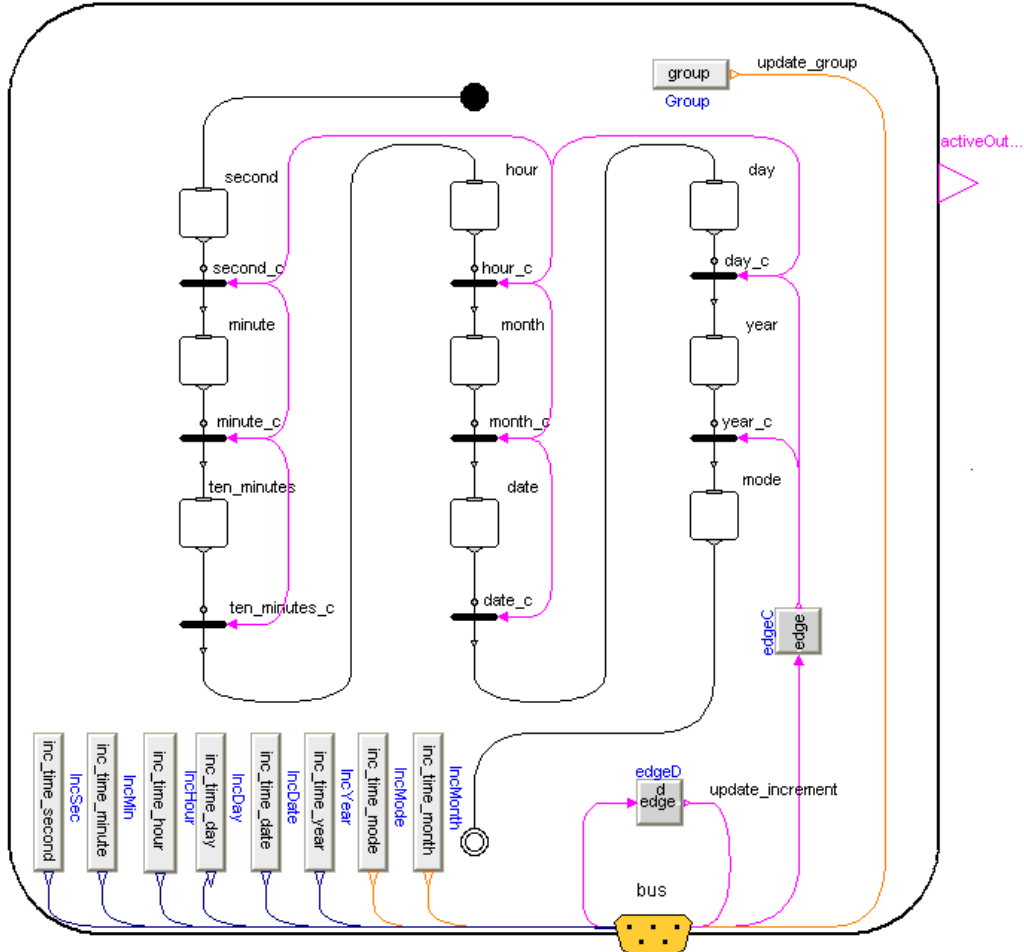 update_group
group
Group
activeOut...
second
hour
day
second_c
hour_c
day_c
minute
month
year
minute_c
month_c
year_c
ten_minutes
date
mode
ten_minutes_c
date_c
edgeC
edge
inc_time_second
IncSec
inc_time_minute
IncMin
inc_time_hour
IncHour
inc_time_day
IncDay
inc_time_date
IncDate
inc_time_year
IncYear
inc_time_mode
IncMode
inc_time_month
IncMonth
edgeD
d
edge
update_increment
bus